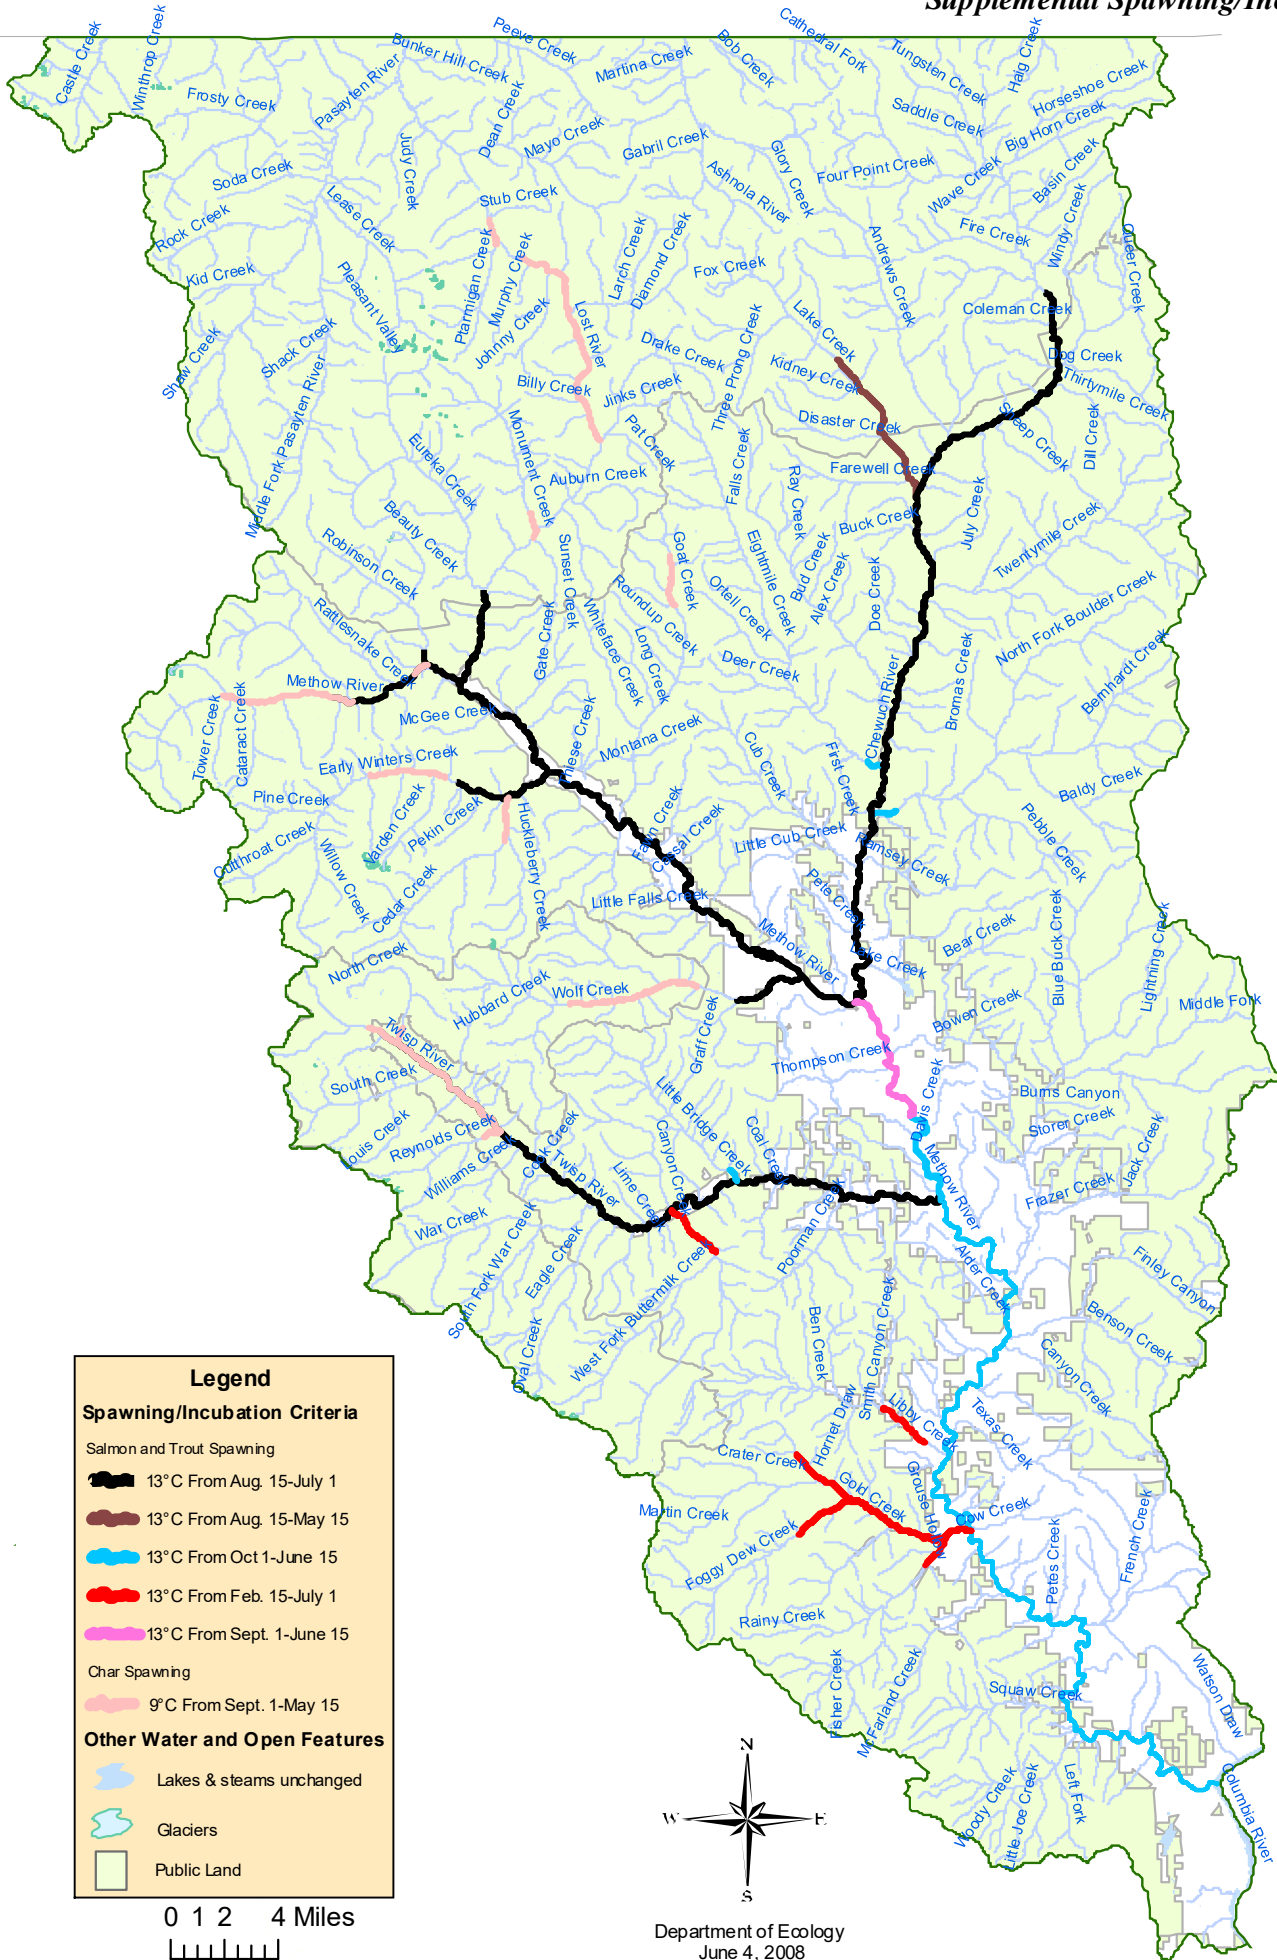 Supplemental Spawning/Inc
Castle Creek
Winthrop Creek
Frosty Creek
Pasayten River
Bunker Hill Creek
Peeve Creek
Martina Creek
Bob Creek
Cathedral Fork
Tungsten Creek
Haig Creek
Horseshoe Creek
Saddle Creek
Big Horn Creek
Dean Creek
Mayo Creek
Gabril Creek
Judy Creek
Soda Creek
Stub Creek
Ashnola River
Glory Creek
Four Point Creek
Wave Creek
Basin Creek
Rock Creek
Lease Creek
Fire Creek
Windy Creek
Queer Creek
Kid Creek
Pleasant Valley
Ptarmigan Creek
Murphy Creek
Johnny Creek
Lost River
Larch Creek
Diamond Creek
Fox Creek
Andrews Creek
Coleman Creek
Shaw Creek
Shack Creek
Drake Creek
Three Prong Creek
Lake Creek
Kidney Creek
Dog Creek
Thirtymile Creek
Middle Fork Pasayten River
Billy Creek
Jinks Creek
Disaster Creek
Sheep Creek
Dill Creek
Eureka Creek
Monument Creek
Pat Creek
Auburn Creek
Falls Creek
Ray Creek
Farewell Creek
Beauty Creek
Buck Creek
July Creek
Twentymile Creek
Robinson Creek
Sunset Creek
Goat Creek
Eightmile Creek
Bud Creek
Alex Creek
Doe Creek
Rattlesnake Creek
Gate Creek
Whiteface Creek
Roundup Creek
Long Creek
Ortell Creek
Deer Creek
North Fork Boulder Creek
Bernhardt Creek
Methow River
McGee Creek
Chewuch River
Bromas Creek
Tower Creek
Cataract Creek
Early Winters Creek
Montana Creek
Cub Creek
First Creek
Baldy Creek
Pine Creek
Varden Creek
Pekin Creek
Huckleberry Creek
Cassal Creek
Little Cub Creek
Ramsey Creek
Pebble Creek
Cutthroat Creek
Willow Creek
Cedar Creek
Little Falls Creek
Pete Creek
Methow River
Lake Creek
Bear Creek
Blue Buck Creek
Lightning Creek
North Creek
Hubbard Creek
Wolf Creek
Graff Creek
Bowen Creek
Middle Fork
Twisp River
South Creek
Thompson Creek
Davis Creek
Burns Canyon
Storer Creek
Jack Creek
Louis Creek
Reynolds Creek
Williams Creek
Cook Creek
Twisp River
Lime Creek
Canyon Creek
Little Bridge Creek
Coal Creek
Methow River
Frazer Creek
War Creek
South Fork War Creek
Eagle Creek
Poorman Creek
Alder Creek
Finley Canyon
Oval Creek
West Fork Buttermilk Creek
Ben Creek
Smith Canyon Creek
Benson Creek
Canyon Creek
Hornet Draw
Libby Creek
Texas Creek
Crater Creek
Gold Creek
Grouse Hollow
Cow Creek
Martin Creek
Foggy Dew Creek
Petes Creek
French Creek
Rainy Creek
Fisher Creek
McFarland Creek
Squaw Creek
Watson Draw
Woody Creek
Little Joe Creek
Left Fork
Columbia River
Legend
Spawning/Incubation Criteria
Salmon and Trout Spawning
13°C From Aug. 15-July 1
13°C From Aug. 15-May 15
13°C From Oct 1-June 15
13°C From Feb. 15-July 1
13°C From Sept. 1-June 15
Char Spawning
9°C From Sept. 1-May 15
Other Water and Open Features
Lakes & steams unchanged
Glaciers
Public Land
0 1 2 4 Miles
N
W E
S
Department of Ecology
June 4, 2008